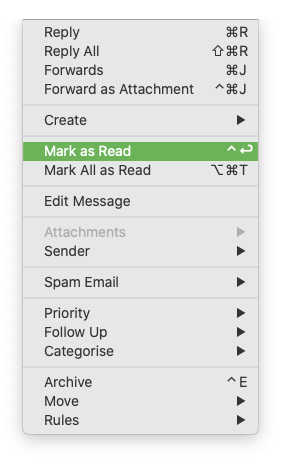 Reply ⌘R
Reply All ⇧⌘R
Forwards ⌘J
Forward as Attachment ^⌘J
Create ▶
Mark as Read ^↩
Mark All as Read ⌥⌘T
Edit Message
Attachments ▶
Sender ▶
Spam Email ▶
Priority ▶
Follow Up ▶
Categorise ▶
Archive ^E
Move ▶
Rules ▶